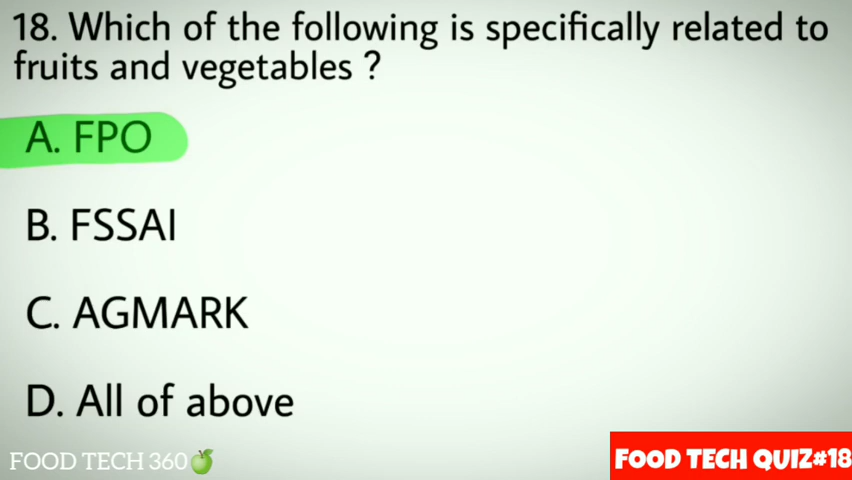 18. Which of the following is specifically related to
fruits and vegetables ?
A. FPO
B. FSSAI
C. AGMARK
D. All of above
FOOD TECH 360
FOOD TECH QUIZ#18